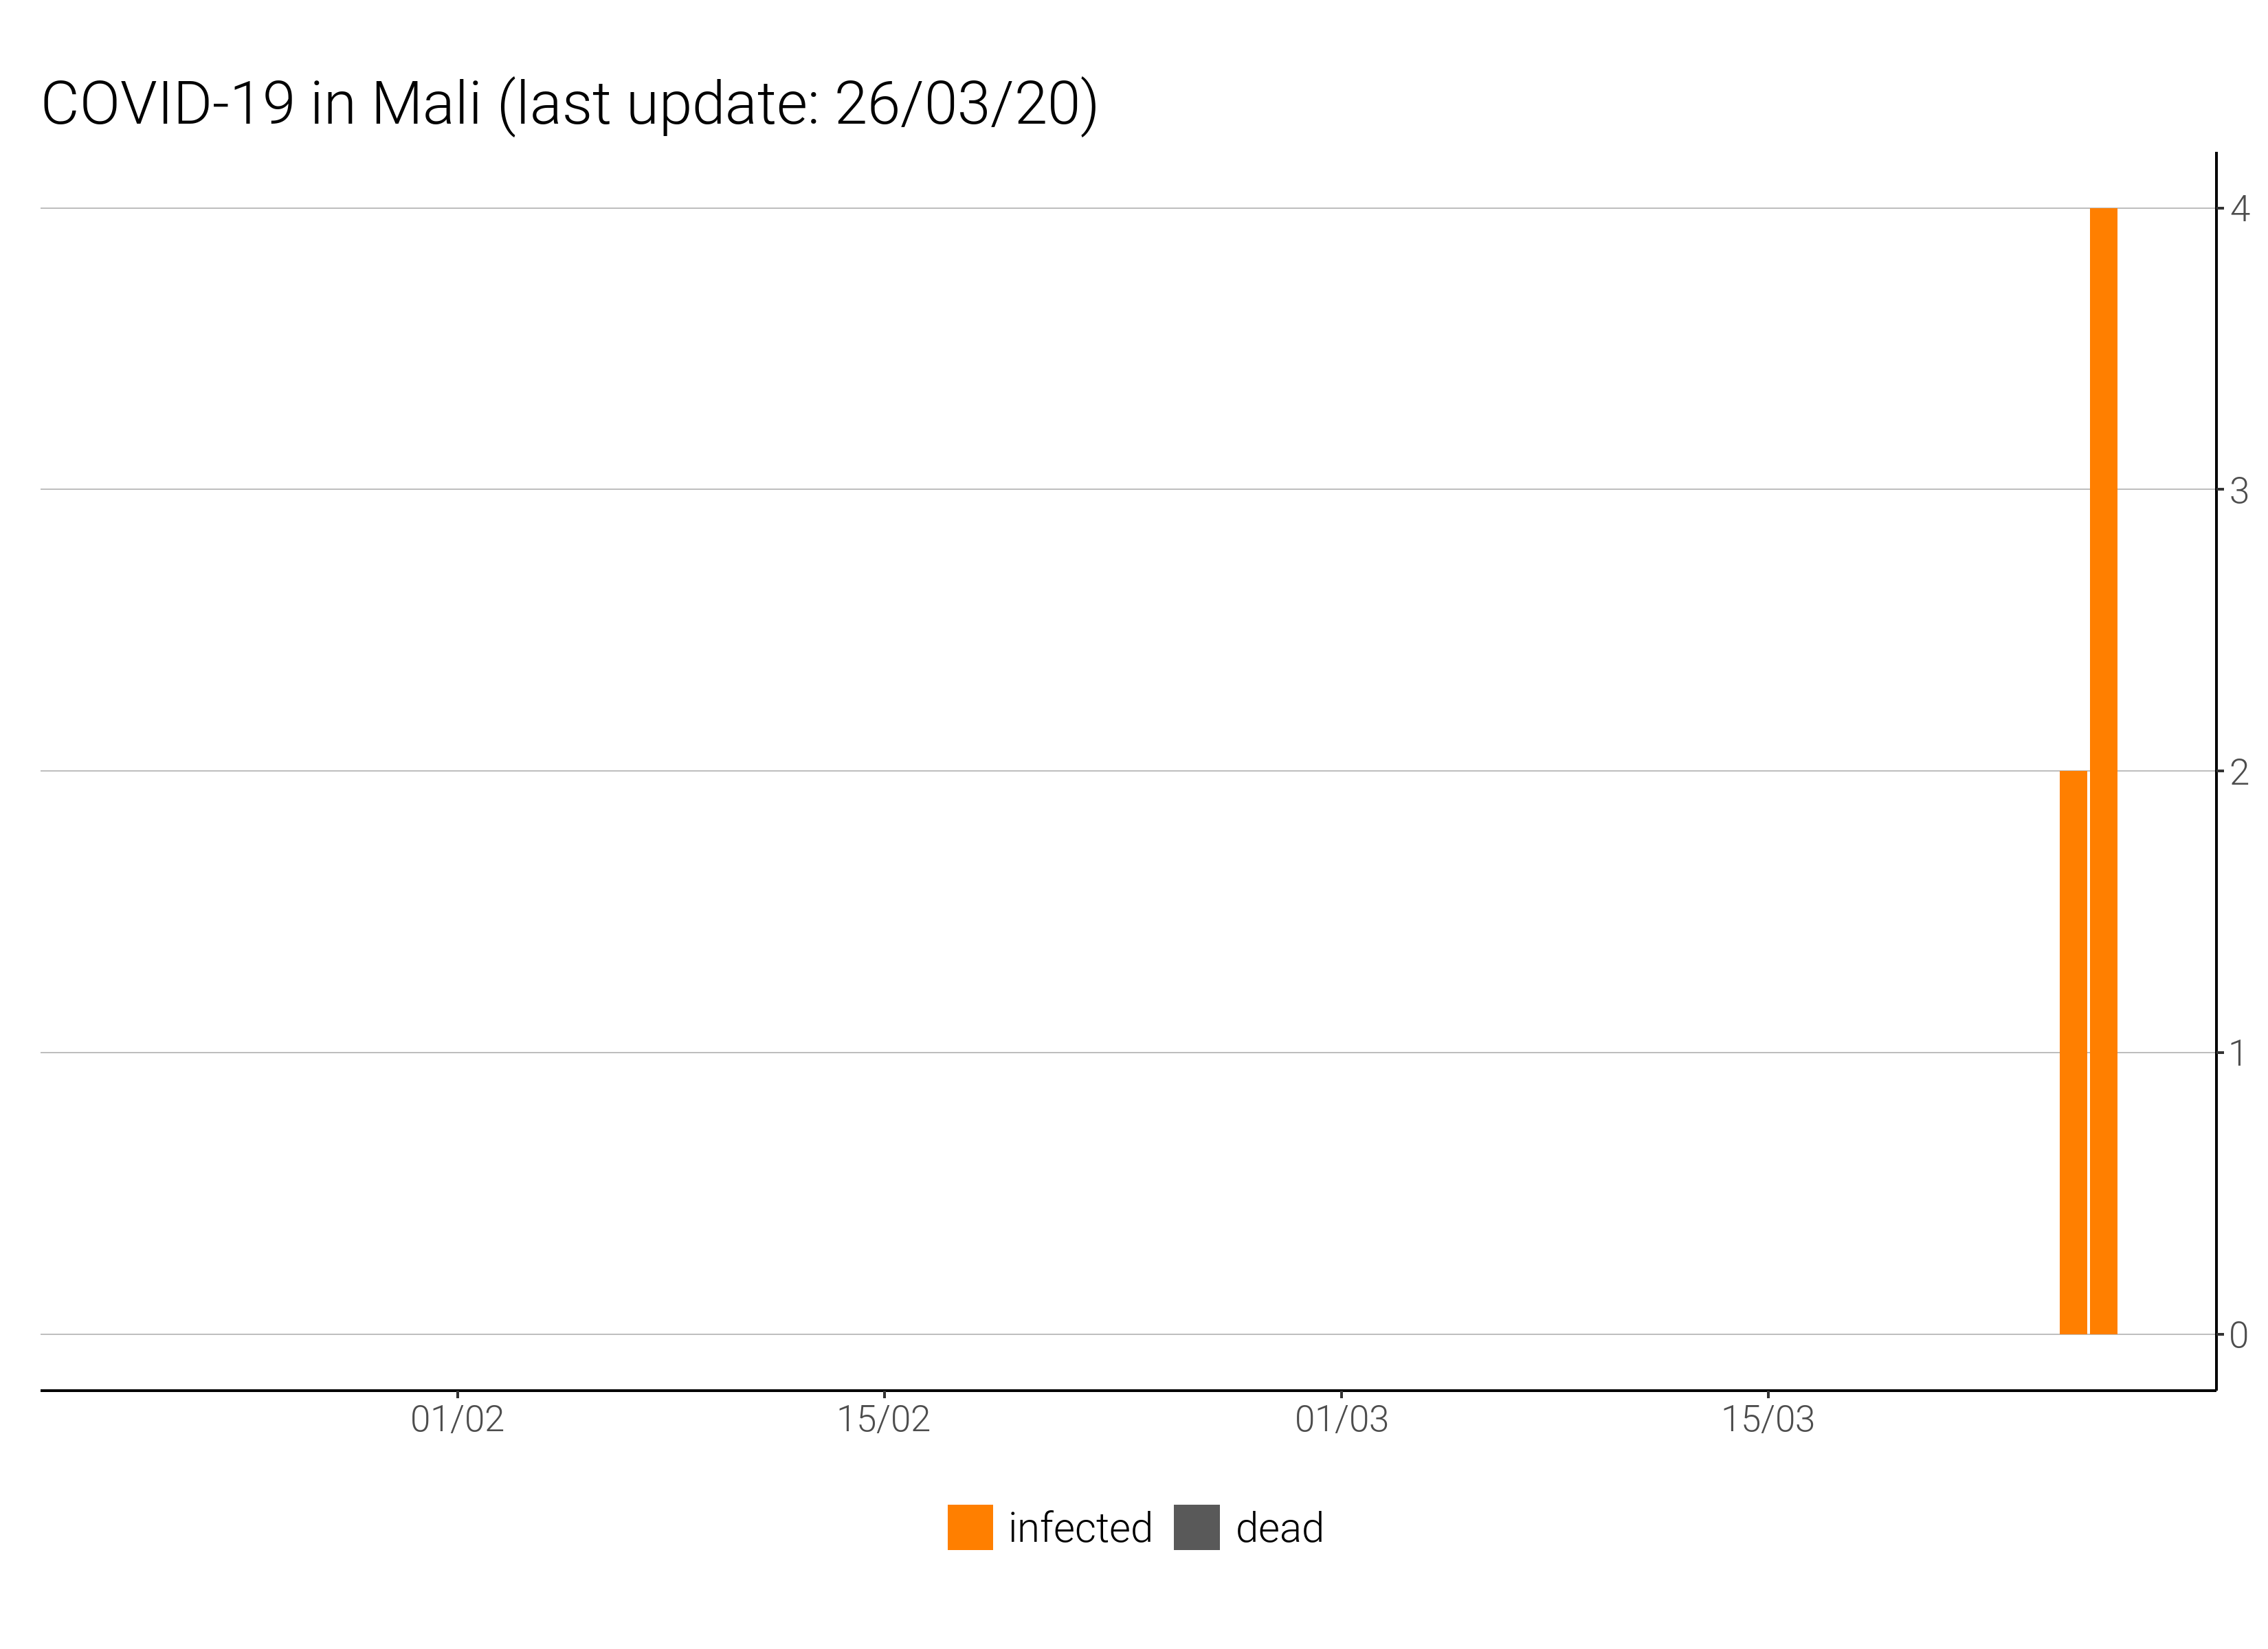 COVID-19 in Mali (last update: 26/03/20)
4
3
2
1
0
01/02 15/02 01/03 15/03
infected dead